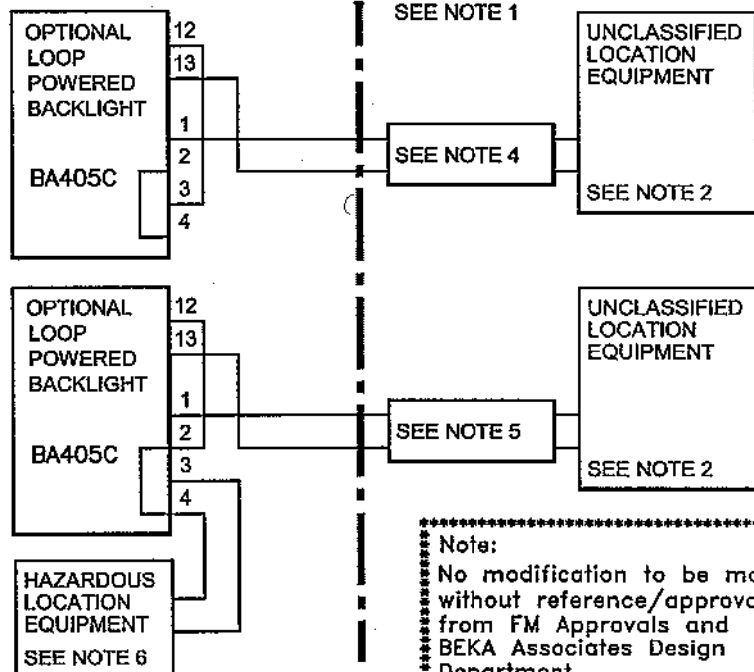 SEE NOTE 1
OPTIONAL
LOOP
POWERED
BACKLIGHT
BA405C
12
13
1
2
3
4
SEE NOTE 4
UNCLASSIFIED
LOCATION
EQUIPMENT
SEE NOTE 2
OPTIONAL
LOOP
POWERED
BACKLIGHT
BA405C
12
13
1
2
3
4
SEE NOTE 5
UNCLASSIFIED
LOCATION
EQUIPMENT
SEE NOTE 2
HAZARDOUS
LOCATION
EQUIPMENT
SEE NOTE 6
Note:
No modification to be
without reference/
from FM Approvals and
BEKA Associates Design
Department